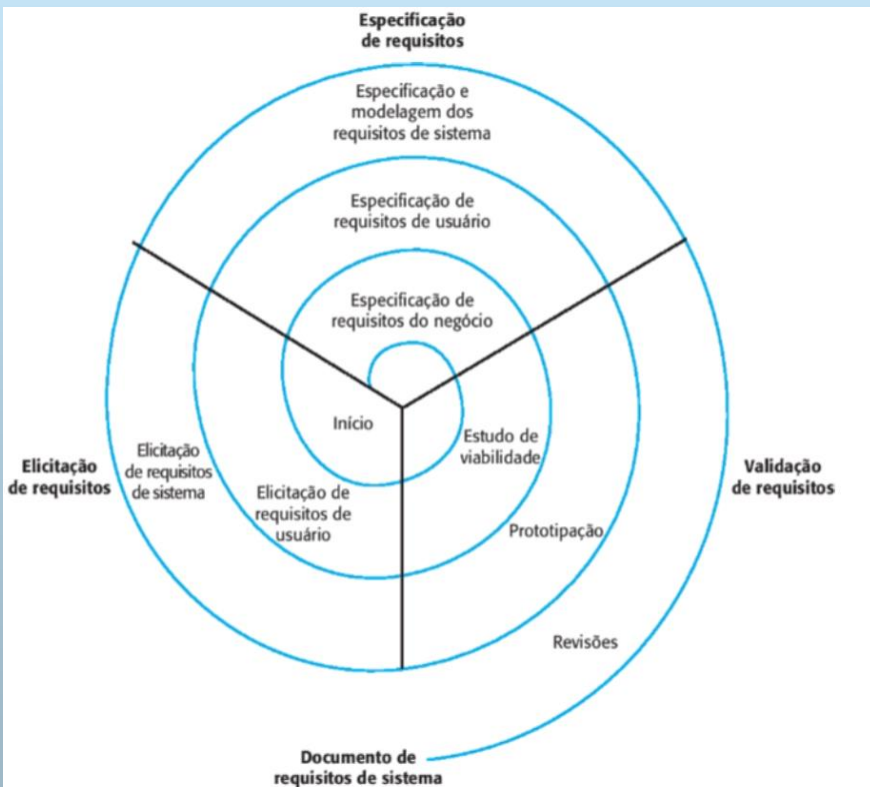 Especificação
de requisitos
Especificação e
modelagem dos
requisitos de sistema
Especificação de
requisitos de usuário
Especificação de
requisitos do negócio
Início
Estudo de
viabilidade
Elicitação
de requisitos
Elicitação
de requisitos
de sistema
Elicitação de
requisitos de
usuário
Validação
de requisitos
Prototipação
Revisões
Documento de
requisitos de sistema